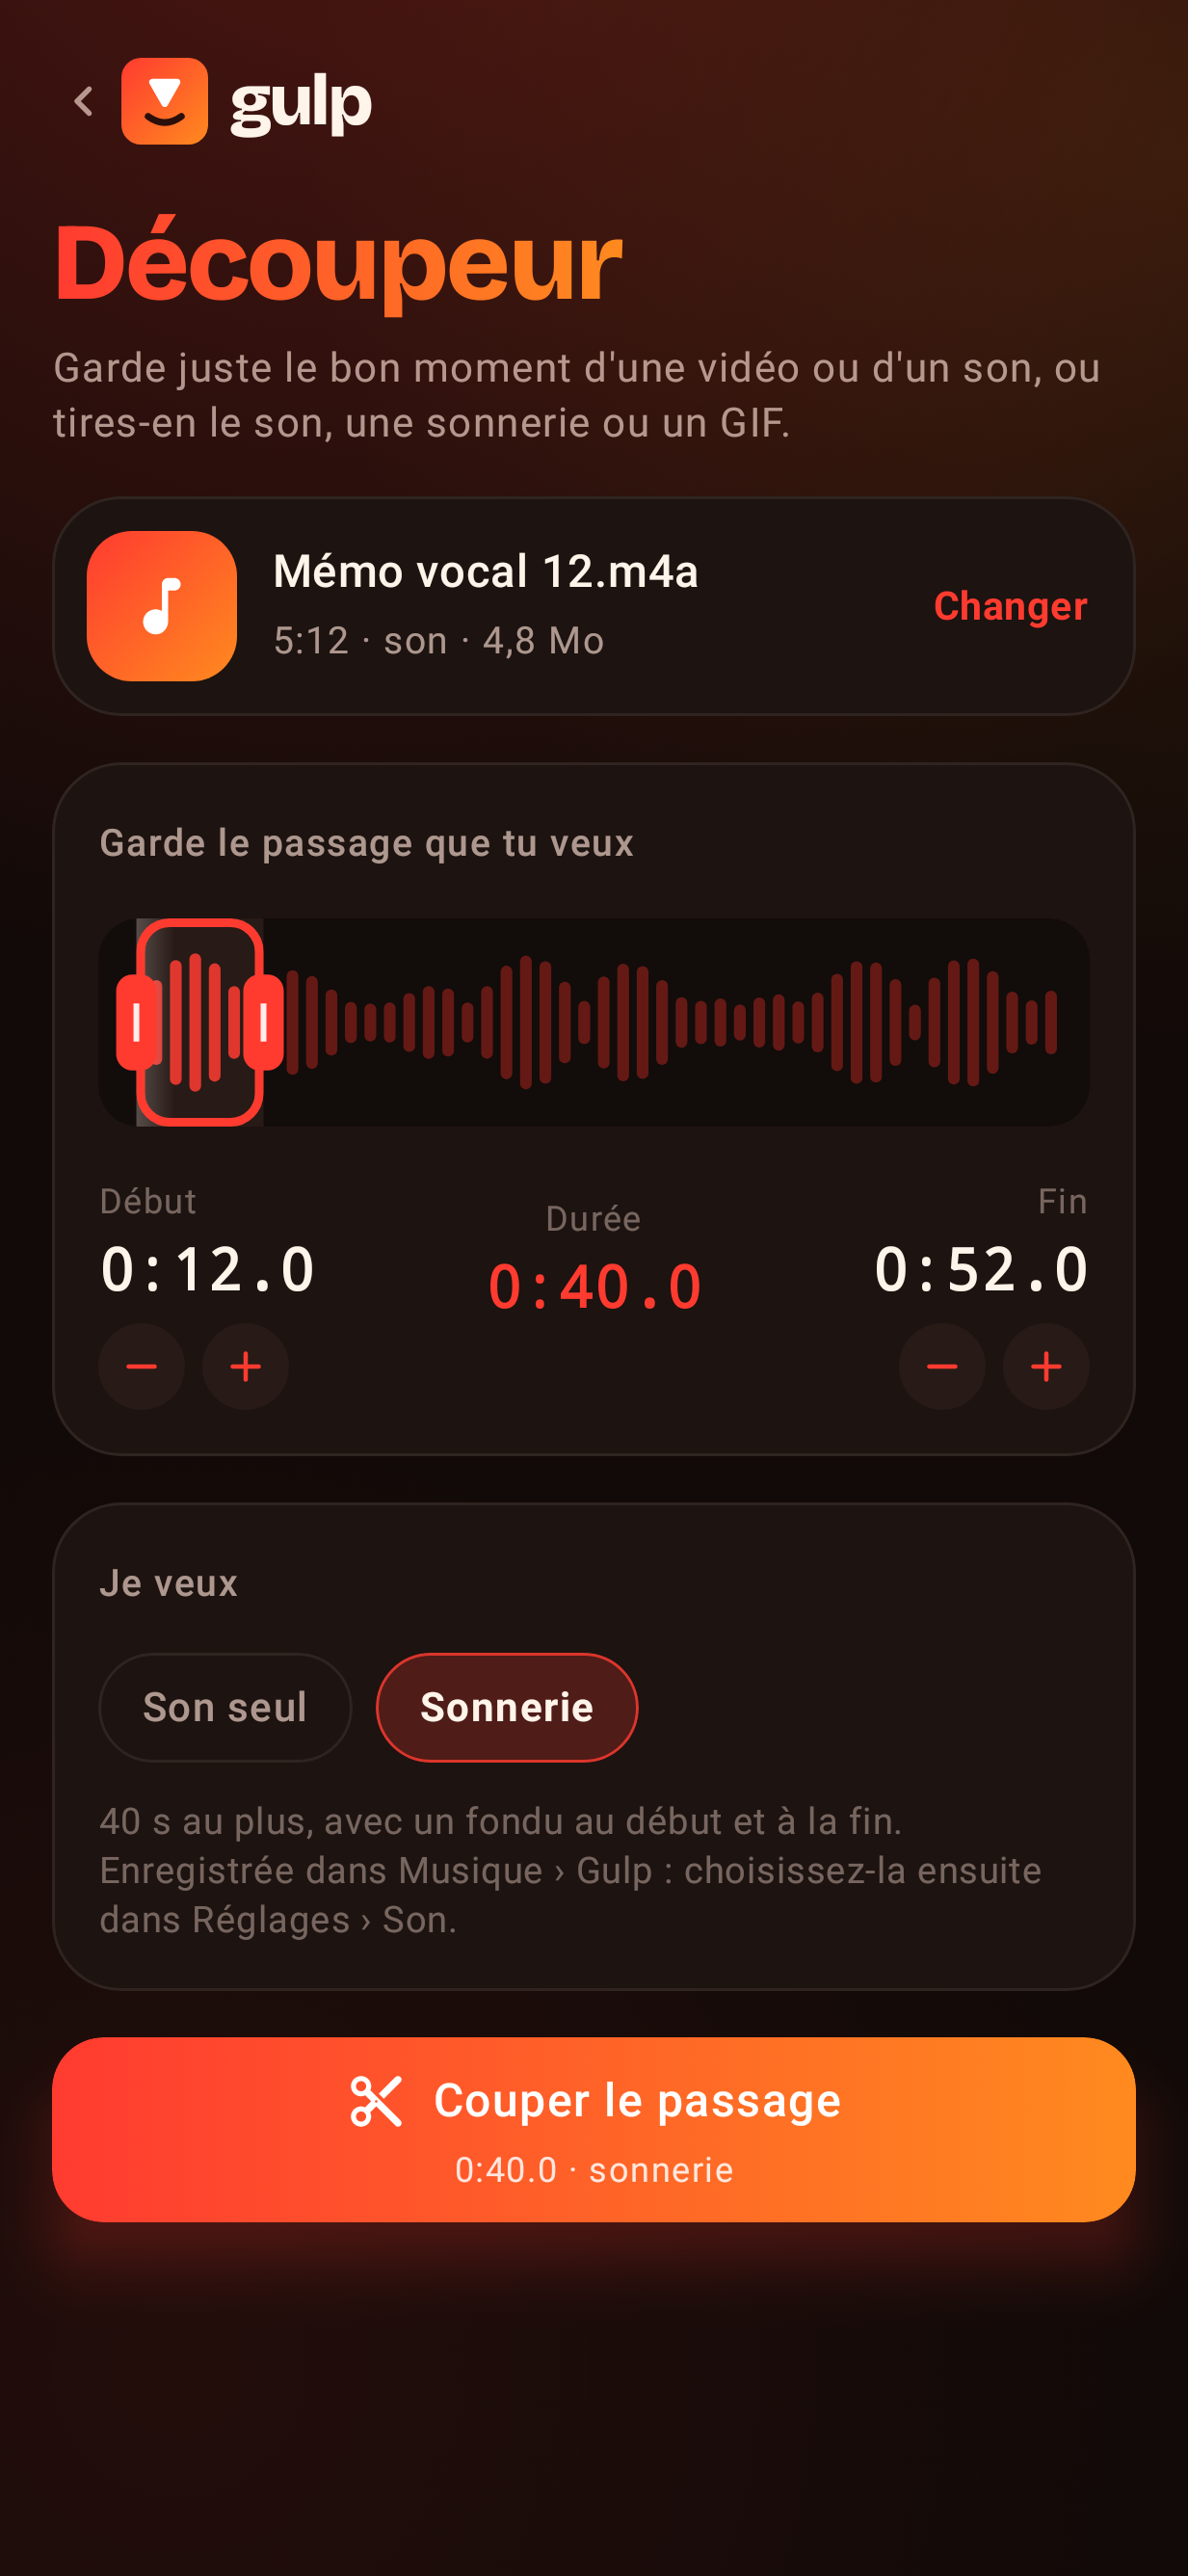 gulp
Découpeur
Garde juste le bon moment d'une vidéo ou d'un son, ou
tires-en le son, une sonnerie ou un GIF.
Mémo vocal 12.m4a
5:12 · son · 4,8 Mo
Changer
Garde le passage que tu veux
Début
0:12.0
Durée
0:40.0
Fin
0:52.0
Je veux
Son seul
Sonnerie
40 s au plus, avec un fondu au début et à la fin.
Enregistrée dans Musique › Gulp : choisissez-la ensuite
dans Réglages › Son.
Couper le passage
0:40.0 · sonnerie